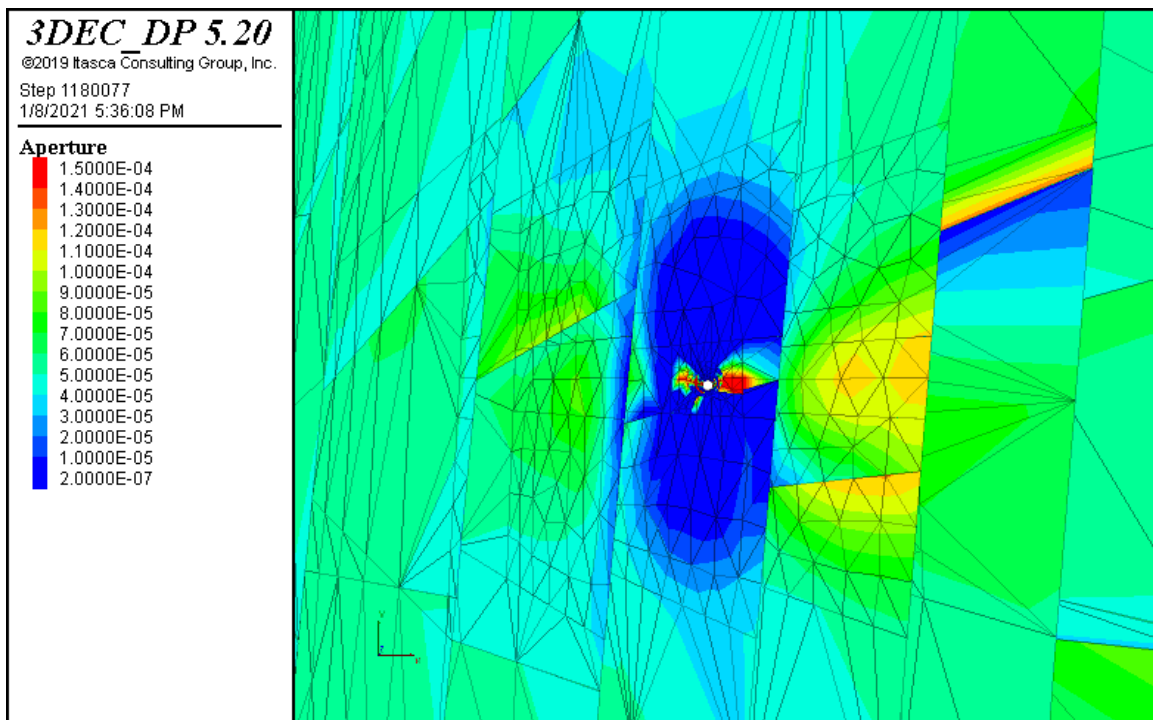 3DEC_DP 5.20
©2019 Itasca Consulting Group, Inc.
Step 1180077
1/8/2021 5:36:08 PM
Aperture
1.5000E-04
1.4000E-04
1.3000E-04
1.2000E-04
1.1000E-04
1.0000E-04
9.0000E-05
8.0000E-05
7.0000E-05
6.0000E-05
5.0000E-05
4.0000E-05
3.0000E-05
2.0000E-05
1.0000E-05
2.0000E-07